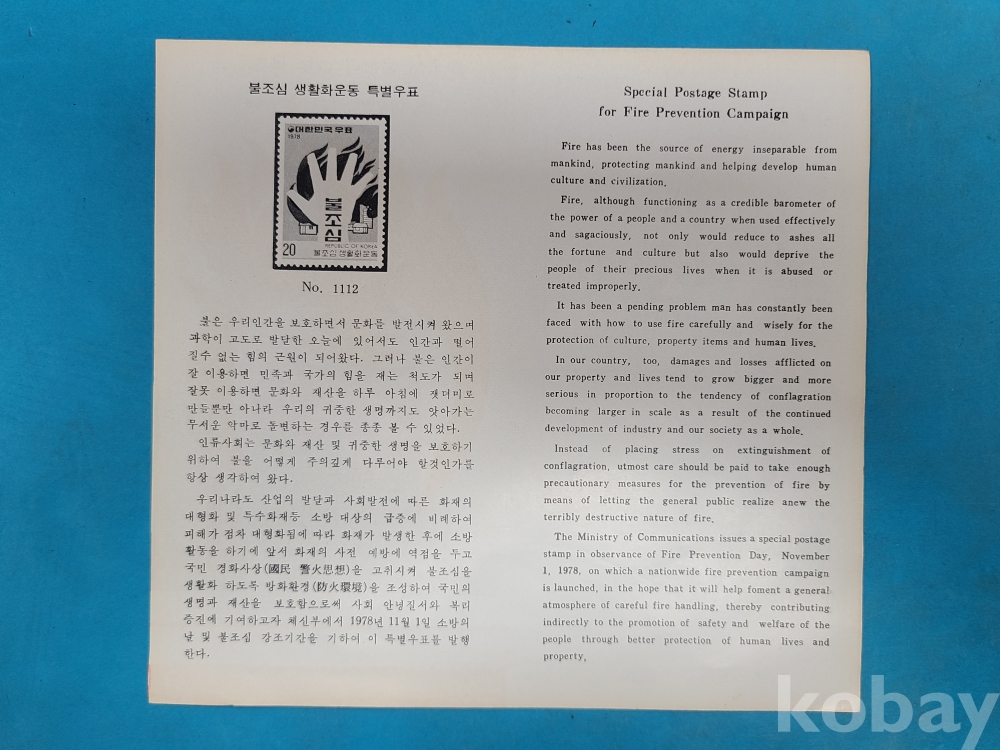 불조심 생활화운동 특별우표
대한민국우표
1978
불
조
심
20
REPUBLIC OF KOREA
불조심생활화운동
No. 1112
불은 우리인간을 보호하면서 문화를 발전시켜 왔으며
과학이 고도로 발달한 오늘에 있어서도 인간과 떨어
질수 없는 힘의 근원이 되어왔다. 그러나 불은 인간이
잘 이용하면 민족과 국가의 힘을 재는 척도가 되며
잘못 이용하면 문화와 재산을 하루 아침에 잿더미로
만들뿐만 아니라 우리의 귀중한 생명까지도 앗아가는
무서운 악마로 돌변하는 경우를 종종 볼 수 있었다.
인류사회는 문화와 재산 및 귀중한 생명을 보호하기
위하여 불을 어떻게 주의깊게 다루어야 할것인가를
항상 생각하여 왔다.
우리나라도 산업의 발달과 사회발전에 따른 화재의
대형화 및 특수화재등 소방 대상의 급증에 비례하여
피해가 점차 대형화됨에 따라 화재가 발생한 후에 소방
활동을 하기에 앞서 화재의 사전 예방에 역점을 두고
국민 경화사상(國民 警火思想)을 고취시켜 불조심을
생활화 하도록 방화환경(防火環境)을 조성하여 국민의
생명과 재산을 보호함으로써 사회 안녕질서와 복리
증진에 기여하고자 체신부에서 1978년 11월 1일 소방의
날 및 불조심 강조기간을 기하여 이 특별우표를 발행
한다.
Special Postage Stamp
for Fire Prevention Campaign
Fire has been the source of energy inseparable from
mankind, protecting mankind and helping develop human
culture and civilization.
Fire, although functioning as a credible barometer of
the power of a people and a country when used effectively
and sagaciously, not only would reduce to ashes all
the fortune and culture but also would deprive the
people of their precious lives when it is abused or
treated improperly.
It has been a pending problem man has constantly been
faced with how to use fire carefully and wisely for the
protection of culture, property items and human lives.
In our country, too, damages and losses afflicted on
our property and lives tend to grow bigger and more
serious in proportion to the tendency of conflagration
becoming larger in scale as a result of the continued
development of industry and our society as a whole.
Instead of placing stress on extinguishment of
conflagration, utmost care should be paid to take enough
precautionary measures for the prevention of fire by
means of letting the general public realize anew the
terribly destructive nature of fire.
The Ministry of Communications issues a special postage
stamp in observance of Fire Prevention Day, November
1, 1978, on which a nationwide fire prevention campaign
is launched, in the hope that it will help foment a general
atmosphere of careful fire handling, thereby contributing
indirectly to the promotion of safety and welfare of the
people through better protection of human lives and
property.
kobay